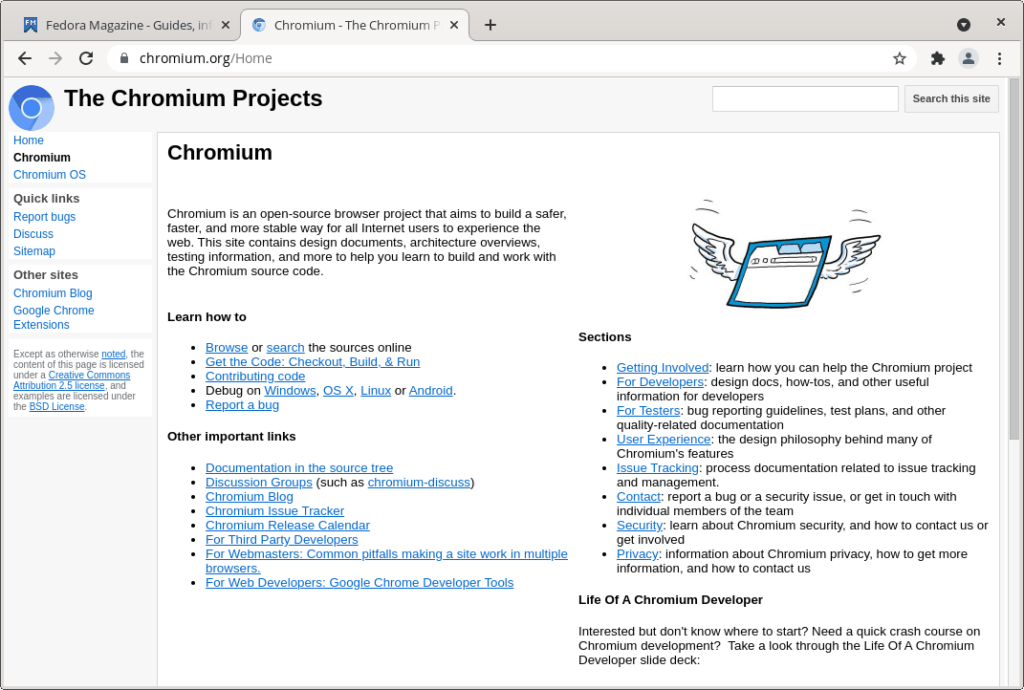 Fedora Magazine - Guides, inf
Chromium - The Chromium P
chromium.org/Home
The Chromium Projects
Search this site
Home
Chromium
Chromium OS
Quick links
Report bugs
Discuss
Sitemap
Other sites
Chromium Blog
Google Chrome
Extensions
Except as otherwise noted, the
content of this page is licensed
under a Creative Commons
Attribution 2.5 license, and
examples are licensed under
the BSD License.
Chromium
Chromium is an open-source browser project that aims to build a safer,
faster, and more stable way for all Internet users to experience the
web. This site contains design documents, architecture overviews,
testing information, and more to help you learn to build and work with
the Chromium source code.
Learn how to
Browse or search the sources online
Get the Code: Checkout, Build, & Run
Contributing code
Debug on Windows, OS X, Linux or Android.
Report a bug
Other important links
Documentation in the source tree
Discussion Groups (such as chromium-discuss)
Chromium Blog
Chromium Issue Tracker
Chromium Release Calendar
For Third Party Developers
For Webmasters: Common pitfalls making a site work in multiple
browsers.
For Web Developers: Google Chrome Developer Tools
Sections
Getting Involved: learn how you can help the Chromium project
For Developers: design docs, how-tos, and other useful
information for developers
For Testers: bug reporting guidelines, test plans, and other
quality-related documentation
User Experience: the design philosophy behind many of
Chromium's features
Issue Tracking: process documentation related to issue tracking
and management.
Contact: report a bug or a security issue, or get in touch with
individual members of the team
Security: learn about Chromium security, and how to contact us or
get involved
Privacy: information about Chromium privacy, how to get more
information, and how to contact us
Life Of A Chromium Developer
Interested but don't know where to start? Need a quick crash course on
Chromium development?  Take a look through the Life Of A Chromium
Developer slide deck: